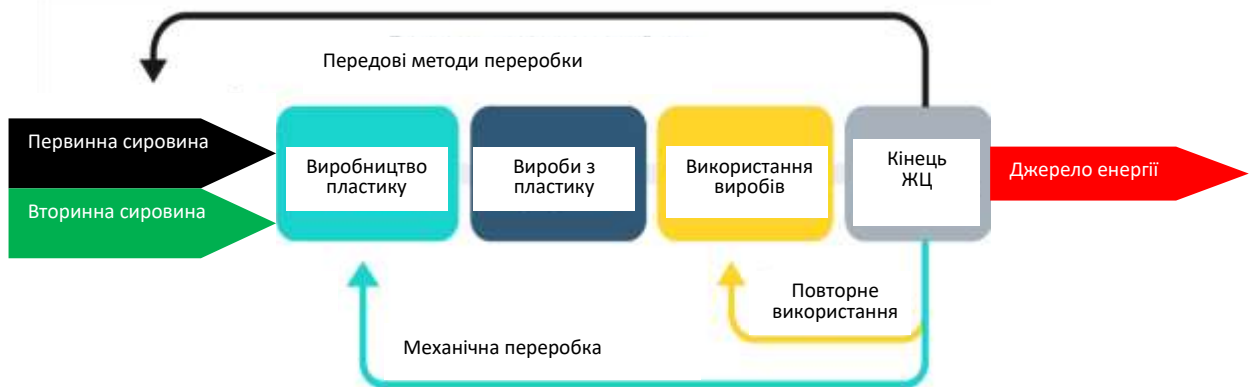 Передові методи переробки
Первинна сировина
Вторинна сировина
Виробництво
пластику
Вироби з
пластику
Використання
виробів
Кінець
ЖЦ
Джерело енергії
Повторне
використання
Механічна переробка